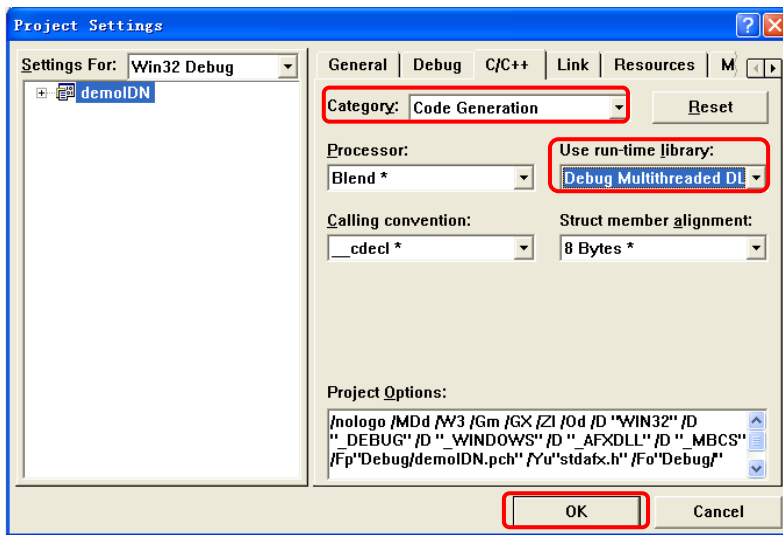 Project Settings
Settings For: Win32 Debug
demoIDN
General Debug C/C++ Link Resources M
Category: Code Generation
Reset
Processor: Use run-time library:
Blend * Debug Multithreaded DL
Calling convention: Struct member alignment:
__cdecl * 8 Bytes *
Project Options:
/nologo /MDd /W3 /Gm /GX /ZI /Od /D "WIN32" /D
"_DEBUG" /D "_WINDOWS" /D "_AFXDLL" /D "_MBCS"
/Fp"Debug/demoIDN.pch" /Yu"stdafx.h" /Fo"Debug/"
OK Cancel